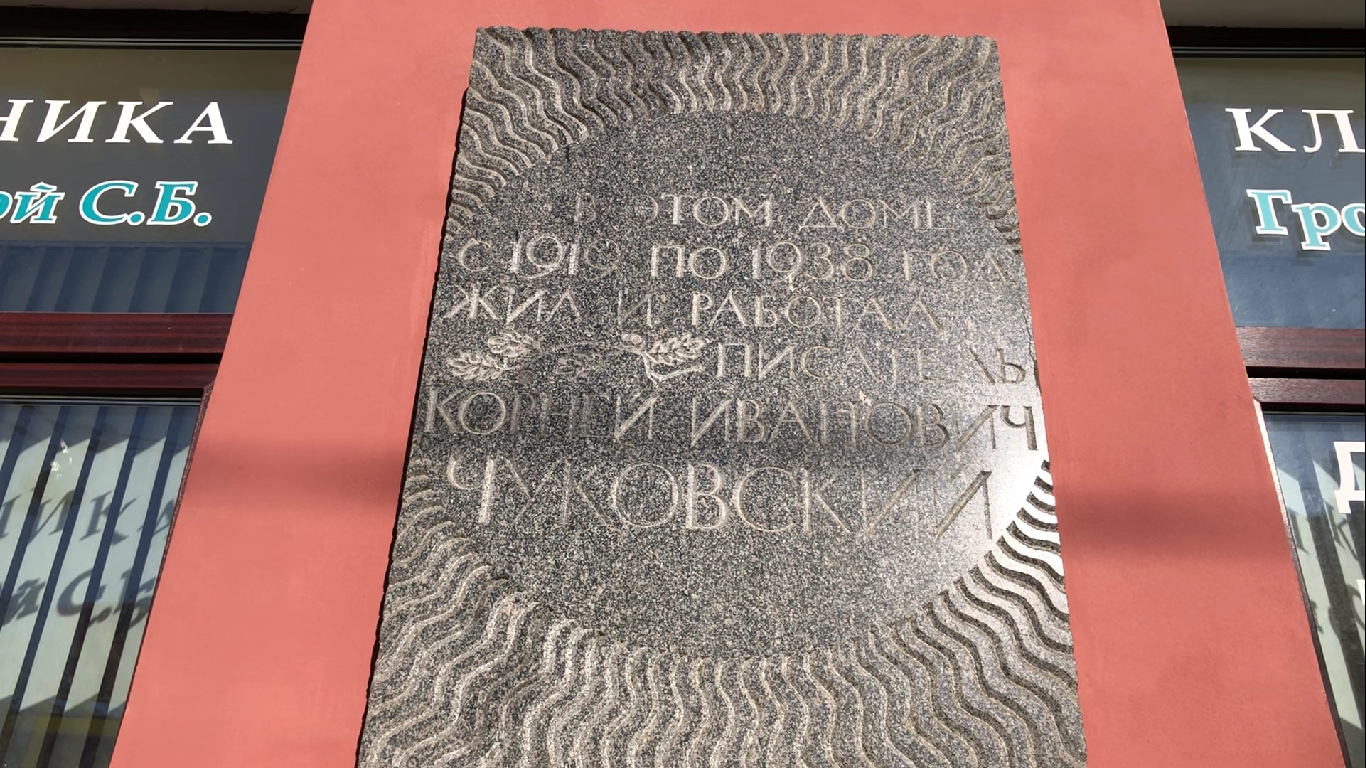 В ЭТОМ ДОМЕ
С 1919 ПО 1938 ГОД
ЖИЛ И РАБОТАЛ
ПИСАТЕЛЬ
КОРНЕЙ ИВАНОВИЧ
ЧУКОВСКИЙ
НИКА
ой С.Б.
КЛ
Гро